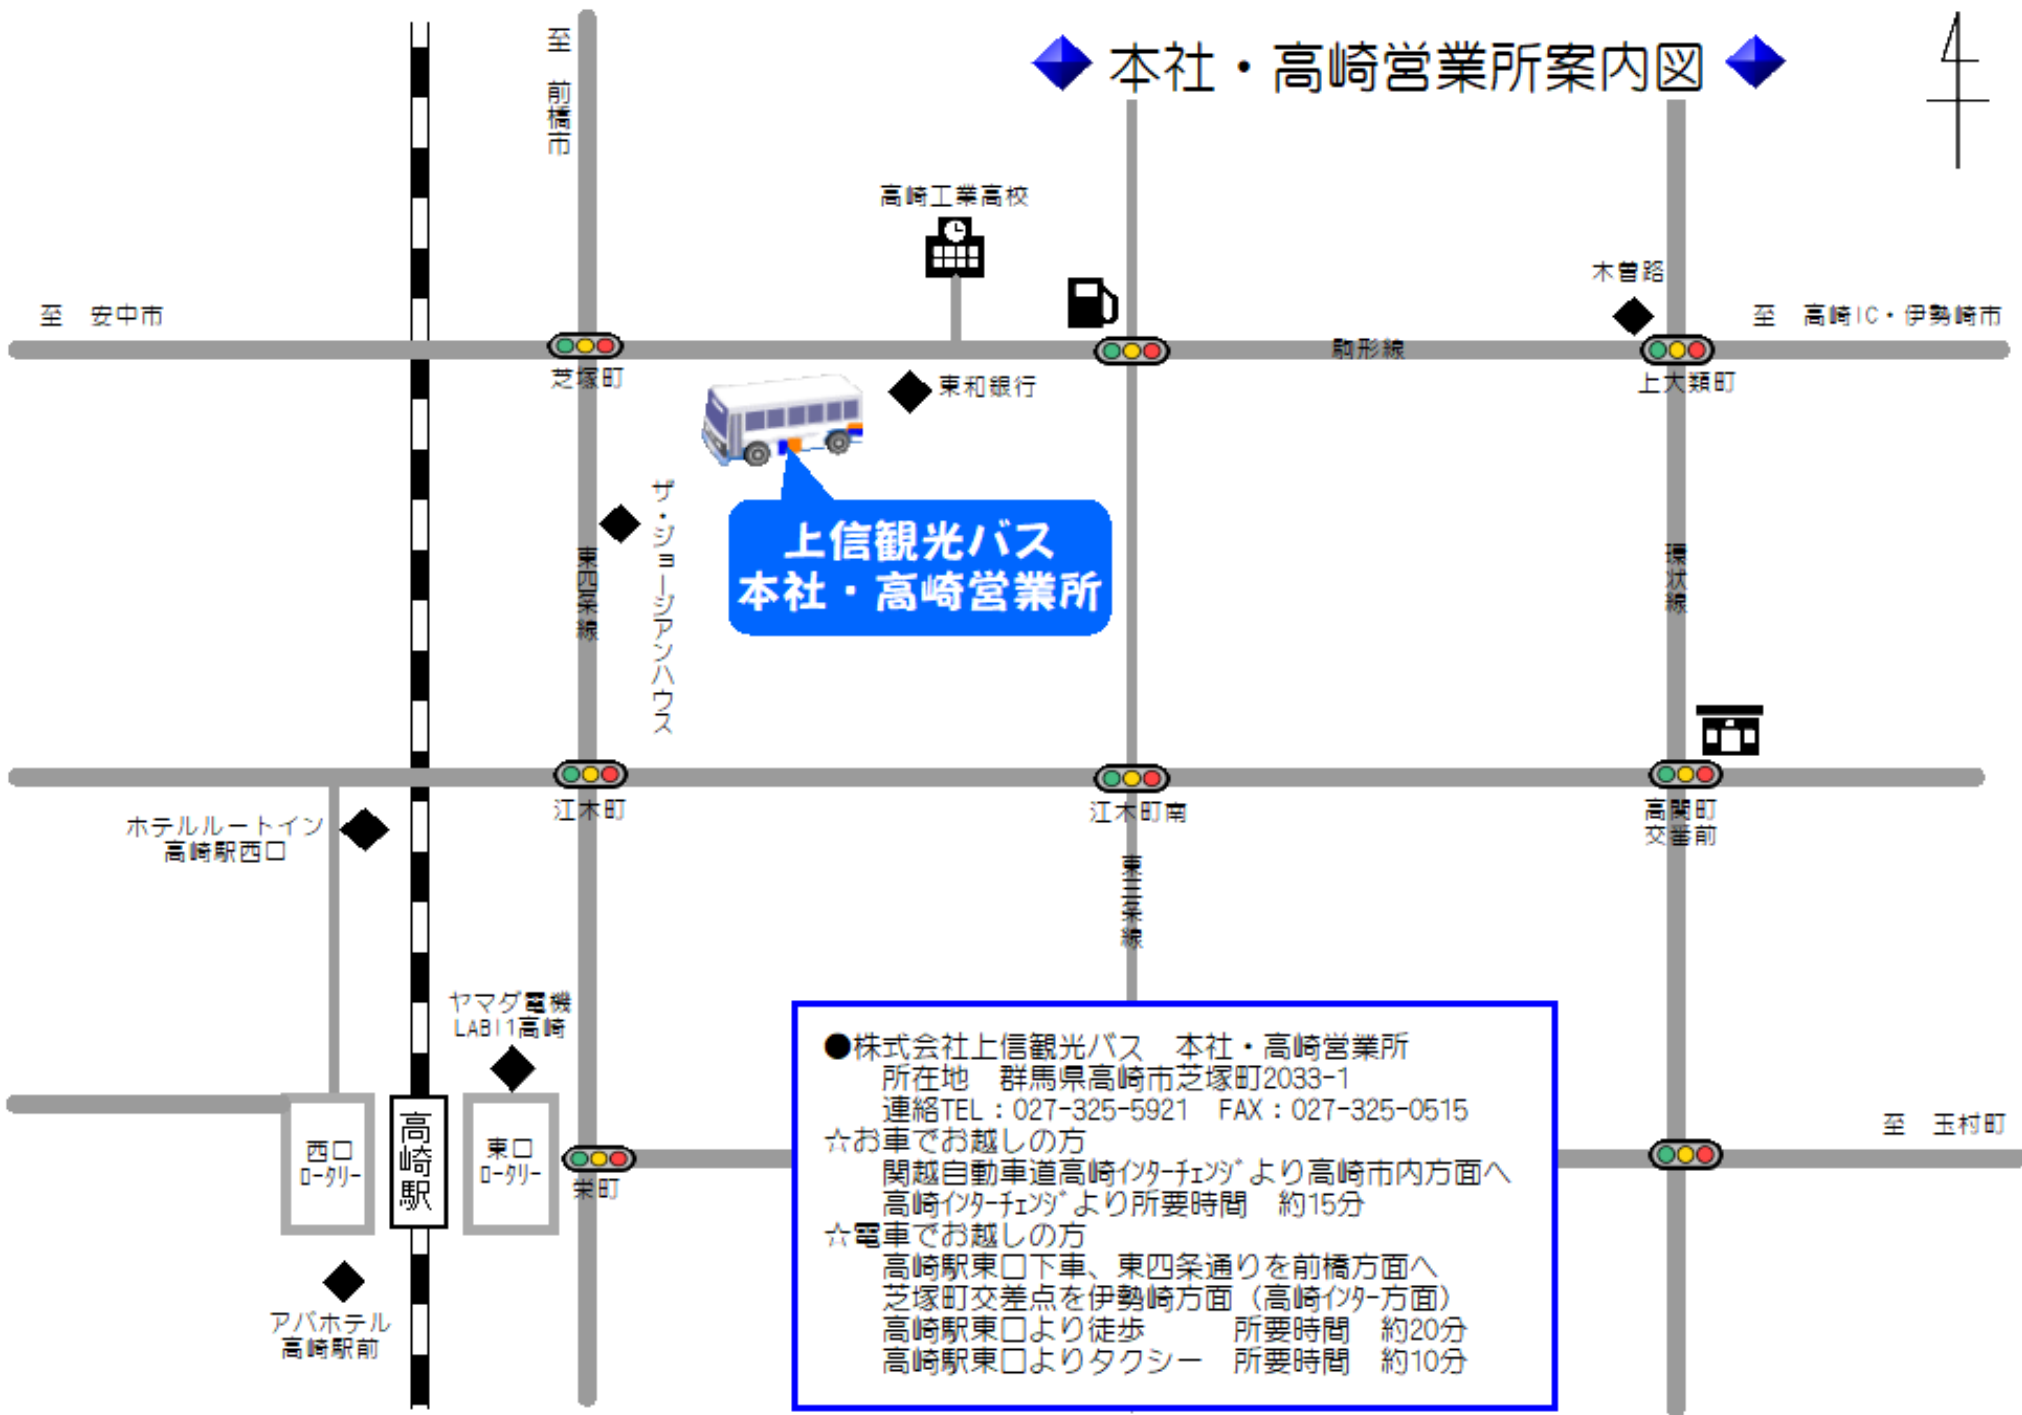 本社・高崎営業所案内図
至 前橋市
高崎工業高校
木曽路
至 安中市
至 高崎IC・伊勢崎市
駒形線
芝塚町
東和銀行
上大類町
ザ・ジョージアンハウス
上信観光バス
本社・高崎営業所
東四条線
環状線
江木町
江木町南
高関町
交番前
ホテルルートイン
高崎駅西口
東三条線
ヤマダ電機
LABI1高崎
西口
ロータリー
高崎駅
東口
ロータリー
栄町
至 玉村町
アパホテル
高崎駅前
●株式会社上信観光バス 本社・高崎営業所
所在地 群馬県高崎市芝塚町2033-1
連絡TEL：027-325-5921 FAX：027-325-0515
☆お車でお越しの方
関越自動車道高崎インターチェンジより高崎市内方面へ
高崎インターチェンジより所要時間 約15分
☆電車でお越しの方
高崎駅東口下車、東四条通りを前橋方面へ
芝塚町交差点を伊勢崎方面（高崎インター方面）
高崎駅東口より徒歩 所要時間 約20分
高崎駅東口よりタクシー 所要時間 約10分